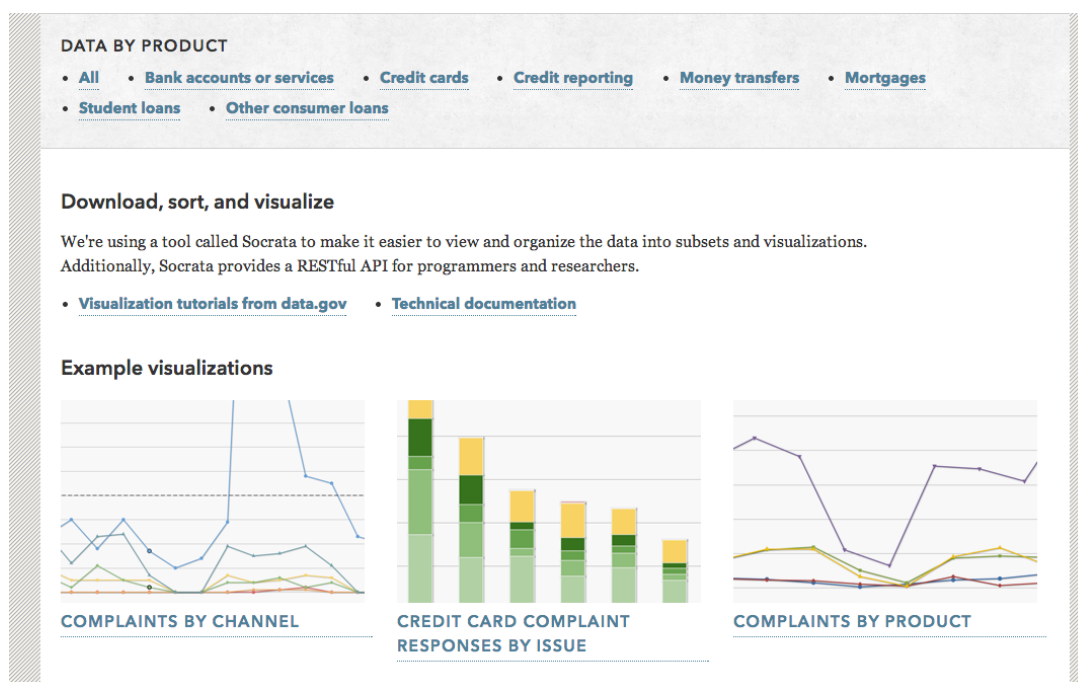 DATA BY PRODUCT
• All • Bank accounts or services • Credit cards • Credit reporting • Money transfers • Mortgages
• Student loans • Other consumer loans
Download, sort, and visualize
We're using a tool called Socrata to make it easier to view and organize the data into subsets and visualizations.
Additionally, Socrata provides a RESTful API for programmers and researchers.
• Visualization tutorials from data.gov • Technical documentation
Example visualizations
COMPLAINTS BY CHANNEL
CREDIT CARD COMPLAINT
RESPONSES BY ISSUE
COMPLAINTS BY PRODUCT